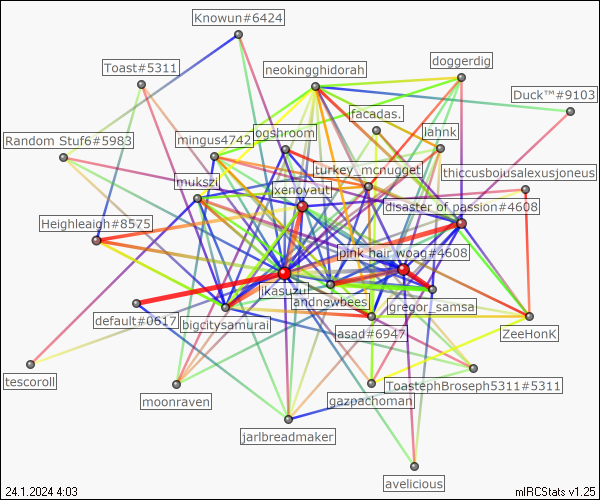 Knowun#6424
Toast#5311
neokingghidorah
doggerdig
Duck™#9103
facadas.
Random Stuf6#5983
mingus4742
ogshroom
lahnk
turkey_mcnugget
thiccusbojusalexusjoneus
mukszi
xenoyaut
disaster of passion#4608
Heighleaigh#8575
pink hair woag#4608
ikasuzu
andnewbees
gregor_samsa
default#0617
bigcitysamurai
asad#6947
ZeeHonK
tescoroll
moonraven
gazpachoman
ToastephBroseph5311#5311
jarlbreadmaker
avelicious
24.1.2024 4:03
mIRCStats v1.25